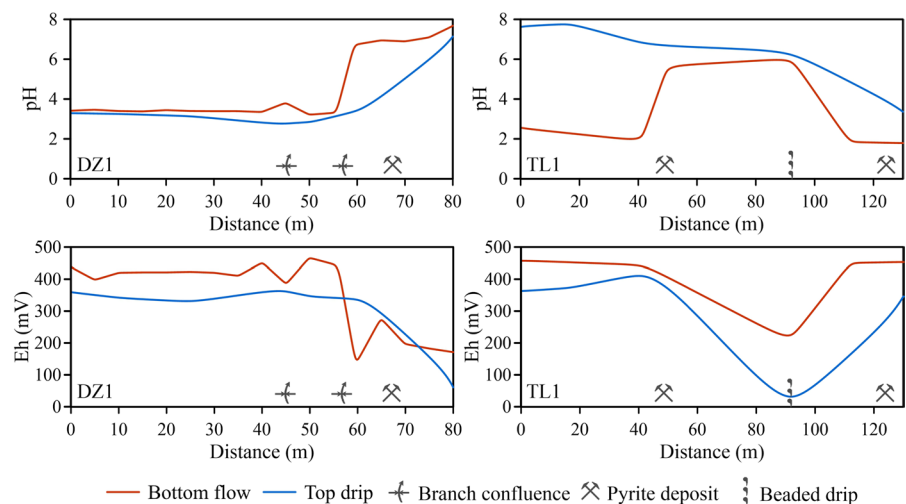 pH
8
6
4
2
0
DZ1
0 10 20 30 40 50 60 70 80
Distance (m)
pH
8
6
4
2
0
TL1
0 20 40 60 80 100 120
Distance (m)
Eh (mV)
500
400
300
200
100
0
DZ1
0 10 20 30 40 50 60 70 80
Distance (m)
Eh (mV)
500
400
300
200
100
0
TL1
0 20 40 60 80 100 120
Distance (m)
Bottom flow Top drip Branch confluence Pyrite deposit Beaded drip